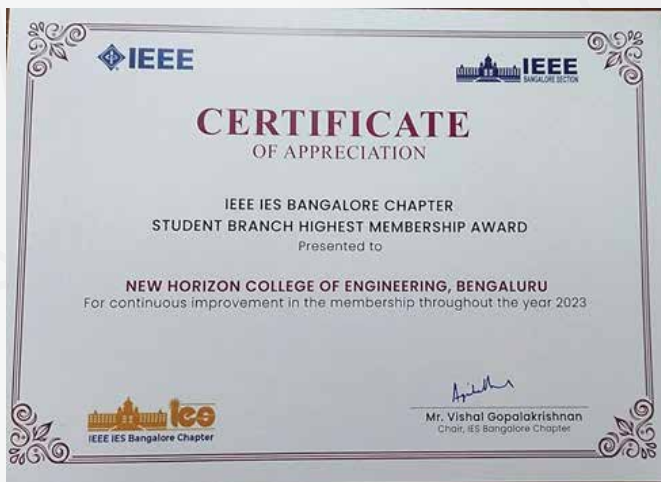 IEEE
IEEE
BANGALORE SECTION
CERTIFICATE
OF APPRECIATION
IEEE IES BANGALORE CHAPTER
STUDENT BRANCH HIGHEST MEMBERSHIP AWARD
Presented to
NEW HORIZON COLLEGE OF ENGINEERING, BENGALURU
For continuous improvement in the membership throughout the year 2023
ies
IEEE IES Bangalore Chapter
Mr. Vishal Gopalakrishnan
Chair, IES Bangalore Chapter